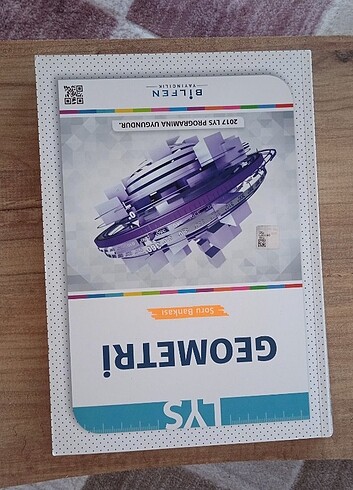 LYS
GEOMETRİ
Soru Bankası
2017 LYS PROGRAMINA UYGUNDUR.
BİLFEN
YAYINCILIK